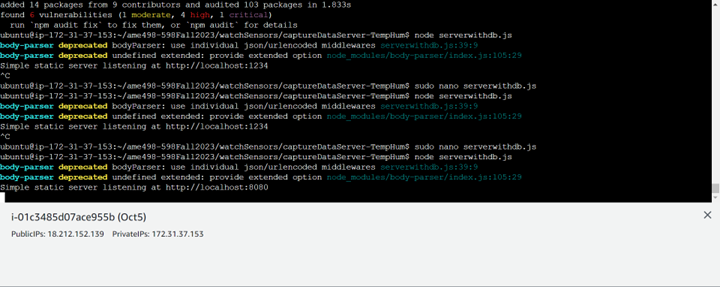 added 14 packages from 9 contributors and audited 103 packages in 1.833s
found 6 vulnerabilities (1 moderate, 4 high, 1 critical)
run `npm audit fix` to fix them, or `npm audit` for details
ubuntu@ip-172-31-37-153:~/ame498-598Fall2023/watchSensors/captureDataServer-TempHum$ node serverwithdb.js
body-parser deprecated bodyParser: use individual json/urlencoded middlewares serverwithdb.js:39:9
body-parser deprecated undefined extended: provide extended option node_modules/body-parser/index.js:105:29
Simple static server listening at http://localhost:1234
^C
ubuntu@ip-172-31-37-153:~/ame498-598Fall2023/watchSensors/captureDataServer-TempHum$ sudo nano serverwithdb.js
ubuntu@ip-172-31-37-153:~/ame498-598Fall2023/watchSensors/captureDataServer-TempHum$ node serverwithdb.js
body-parser deprecated bodyParser: use individual json/urlencoded middlewares serverwithdb.js:39:9
body-parser deprecated undefined extended: provide extended option node_modules/body-parser/index.js:105:29
Simple static server listening at http://localhost:1234
^C
ubuntu@ip-172-31-37-153:~/ame498-598Fall2023/watchSensors/captureDataServer-TempHum$ sudo nano serverwithdb.js
ubuntu@ip-172-31-37-153:~/ame498-598Fall2023/watchSensors/captureDataServer-TempHum$ node serverwithdb.js
body-parser deprecated bodyParser: use individual json/urlencoded middlewares serverwithdb.js:39:9
body-parser deprecated undefined extended: provide extended option node_modules/body-parser/index.js:105:29
Simple static server listening at http://localhost:8080
i-01c3485d07ace955b (Oct5)
PublicIPs: 18.212.152.139 PrivateIPs: 172.31.37.153